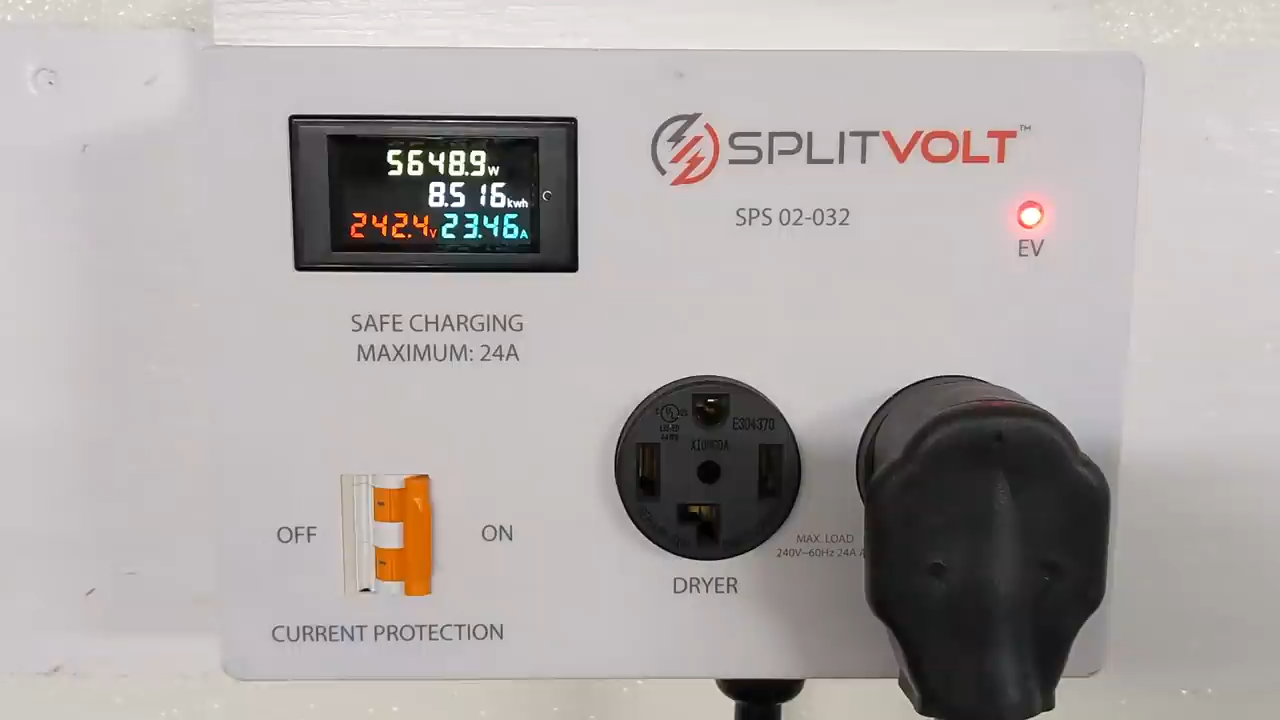 5648.9w
8.516kwh
242.4V 23.46A
SPLITVOLT™
SPS 02-032
EV
SAFE CHARGING
MAXIMUM: 24A
E304370
OFF
ON
MAX. LOAD
240V~60Hz 24A
DRYER
CURRENT PROTECTION